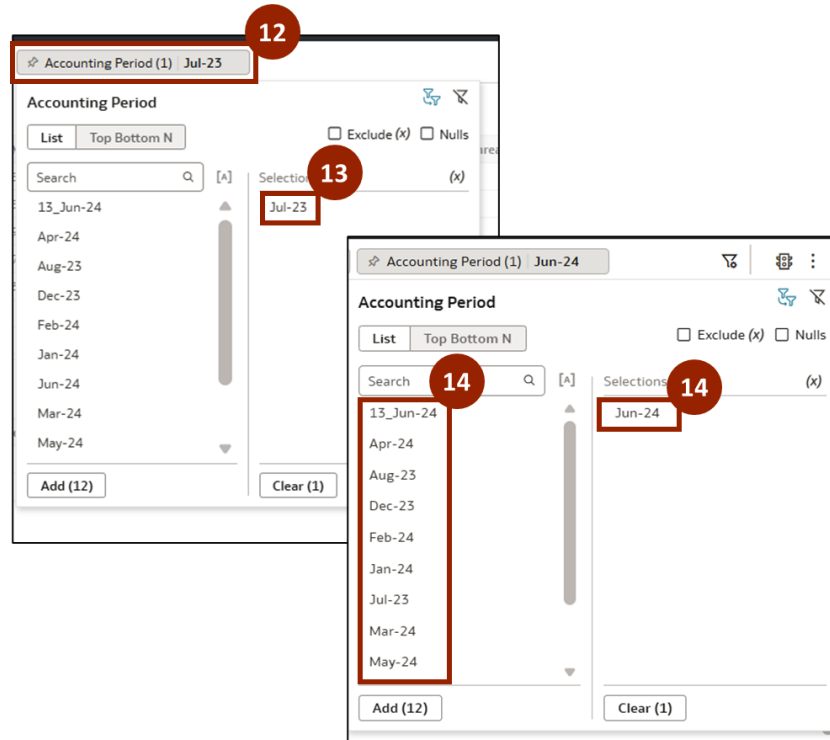 12
Accounting Period (1) Jul-23
Accounting Period
List Top Bottom N
Exclude (x) Nulls
Search [A] Selection (x)
13
13_Jun-24
Jul-23
Apr-24
Aug-23
Dec-23
Feb-24
Jan-24
Jun-24
Mar-24
May-24
Add (12) Clear (1)
Accounting Period (1) Jun-24
Accounting Period
List Top Bottom N
Exclude (x) Nulls
Search [A] Selections (x)
14
14
13_Jun-24
Jun-24
Apr-24
Aug-23
Dec-23
Feb-24
Jan-24
Jul-23
Mar-24
May-24
Add (12) Clear (1)